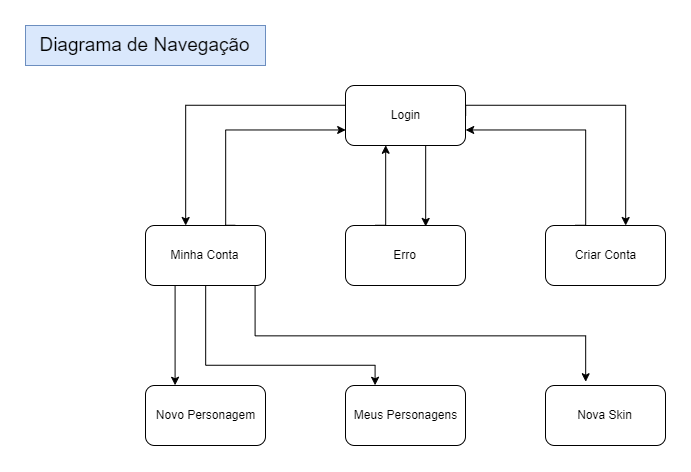 Diagrama de Navegação
Login
Minha Conta
Erro
Criar Conta
Novo Personagem
Meus Personagens
Nova Skin